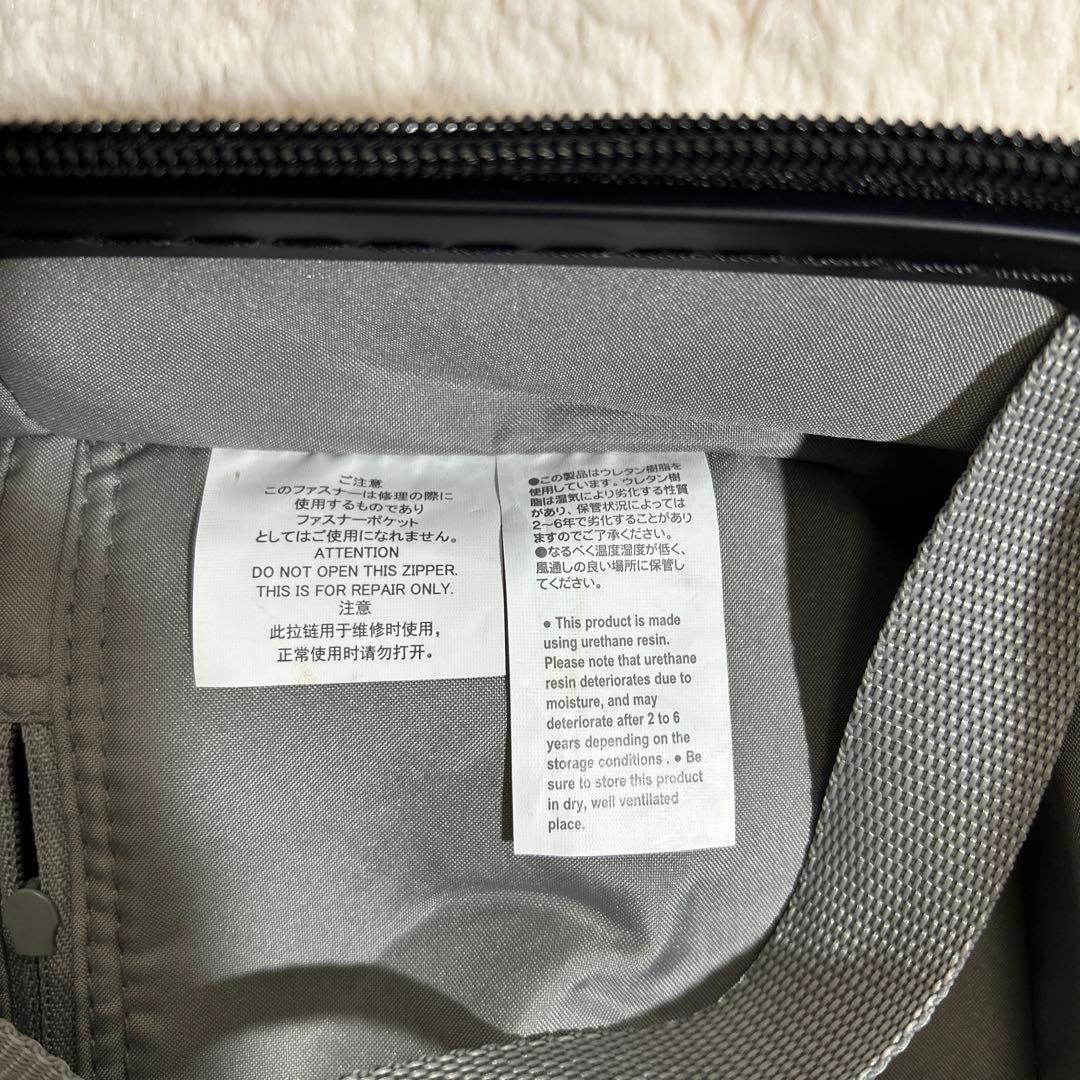 ご注意
このファスナーは修理の際に
使用するものであり
ファスナーポケット
としてはご使用になれません。
ATTENTION
DO NOT OPEN THIS ZIPPER.
THIS IS FOR REPAIR ONLY.
注意
此拉链用于维修时使用，
正常使用时请勿打开。
●この製品はウレタン樹脂を
使用しています。ウレタン樹
脂は湿気により劣化する性質
があり、保管状況によっては
2〜6年で劣化することがあり
ますのでご了承ください。
●なるべく温度湿度が低く、
風通しの良い場所に保管し
てください。
● This product is made
using urethane resin.
Please note that urethane
resin deteriorates due to
moisture, and may
deteriorate after 2 to 6
years depending on the
storage conditions . ● Be
sure to store this product
in dry, well ventilated
place.